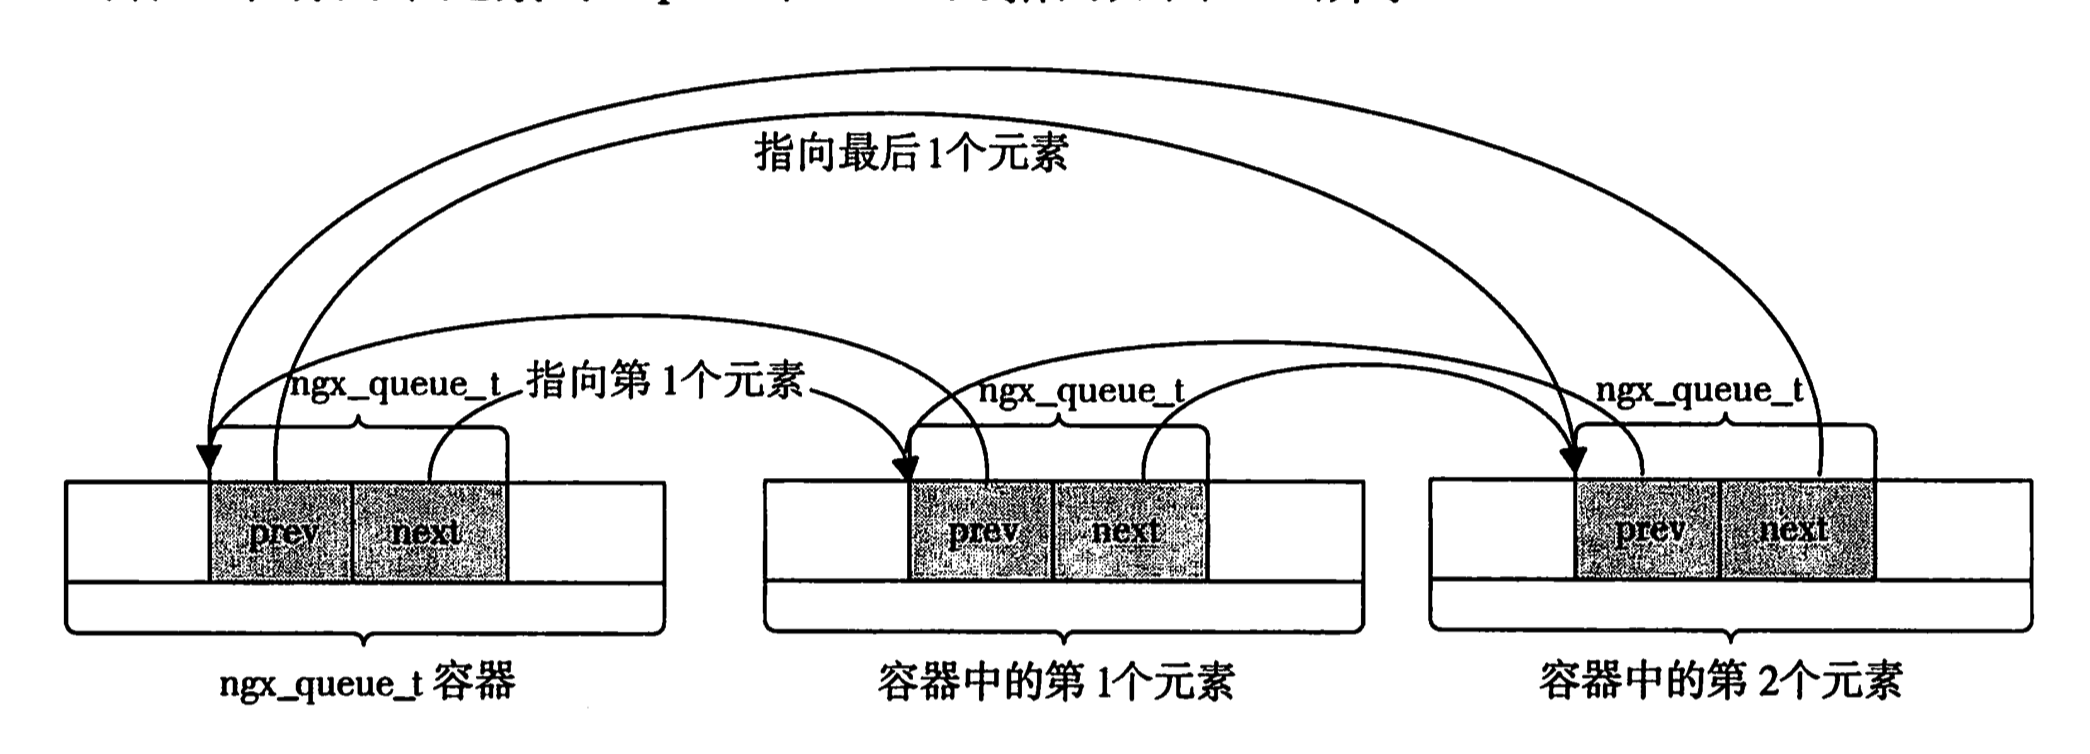 指向最后1个元素
ngx_queue_t 指向第 1个元素 ngx_queue_t ngx_queue_t
prev next prev next prev next
ngx_queue_t 容器 容器中的第 1个元素 容器中的第 2个元素